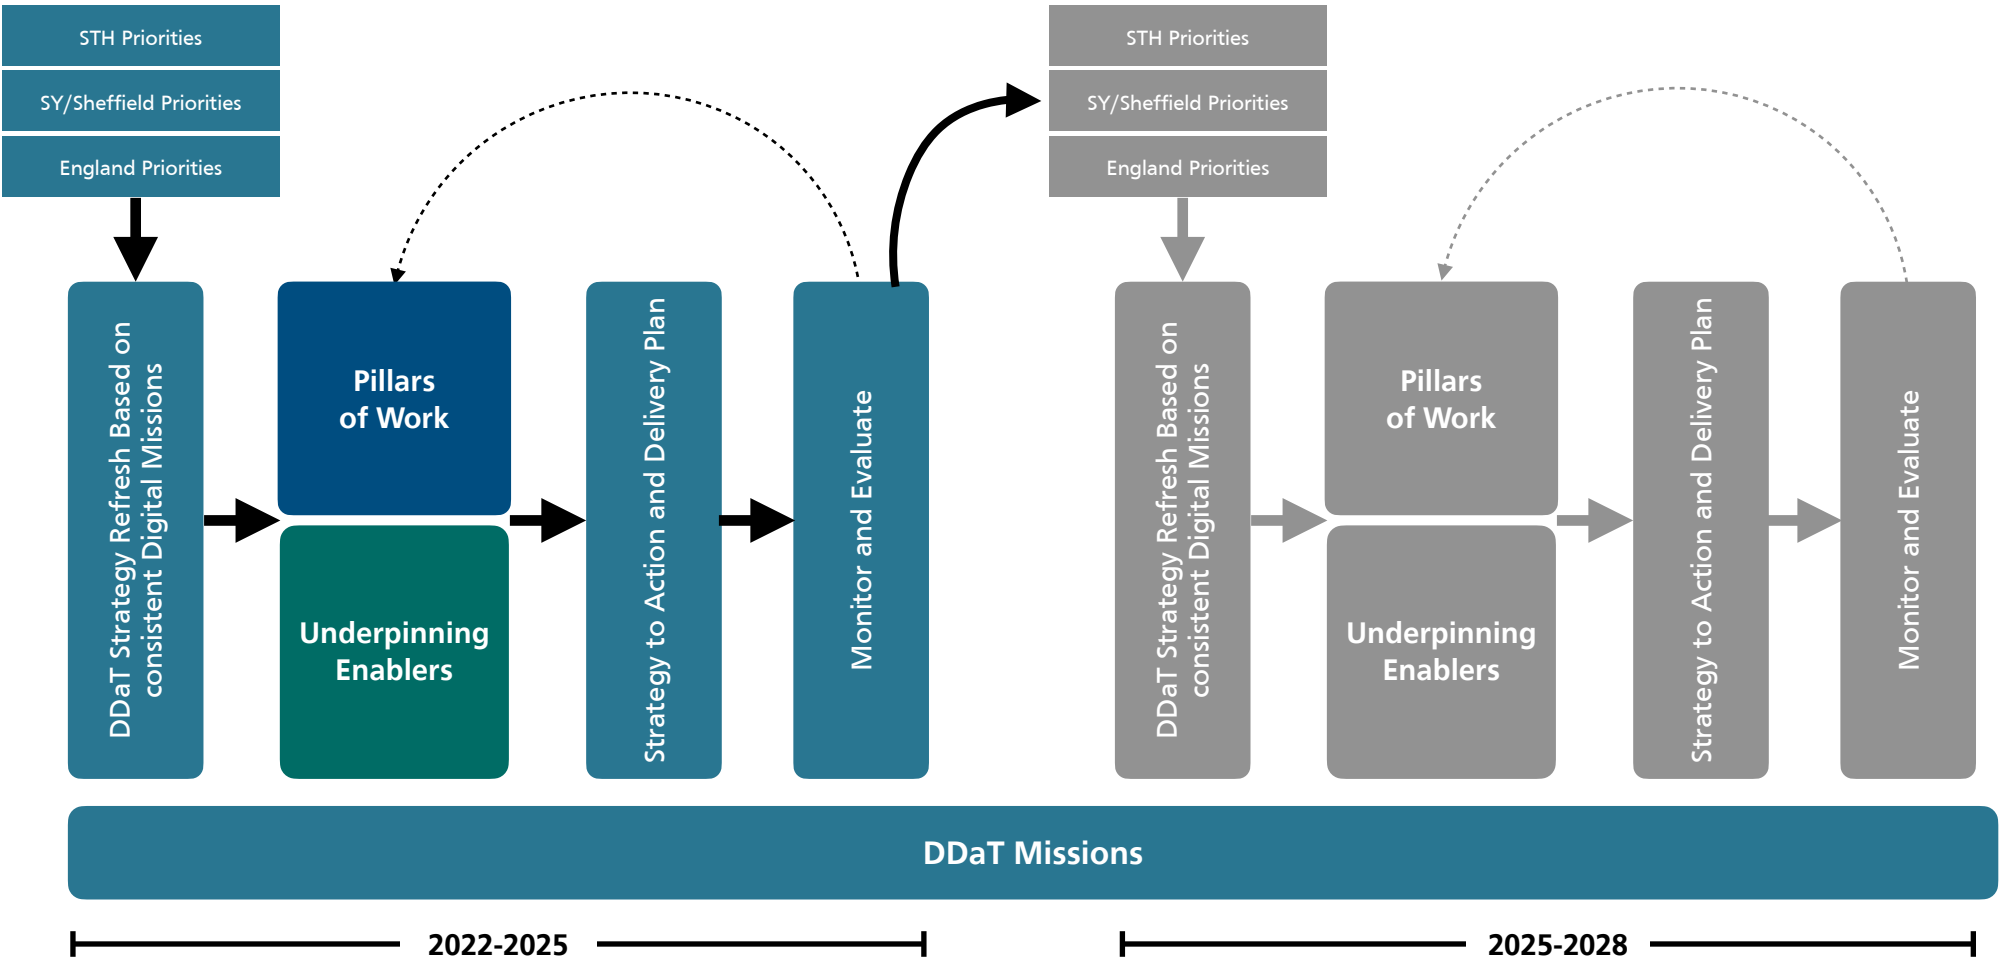 STH Priorities
SY/Sheffield Priorities
England Priorities
DDaT Strategy Refresh Based on
consistent Digital Missions
Pillars
of Work
Underpinning
Enablers
Strategy to Action and Delivery Plan
Monitor and Evaluate
STH Priorities
SY/Sheffield Priorities
England Priorities
DDaT Strategy Refresh Based on
consistent Digital Missions
Pillars
of Work
Underpinning
Enablers
Strategy to Action and Delivery Plan
Monitor and Evaluate
DDaT Missions
2022-2025
2025-2028